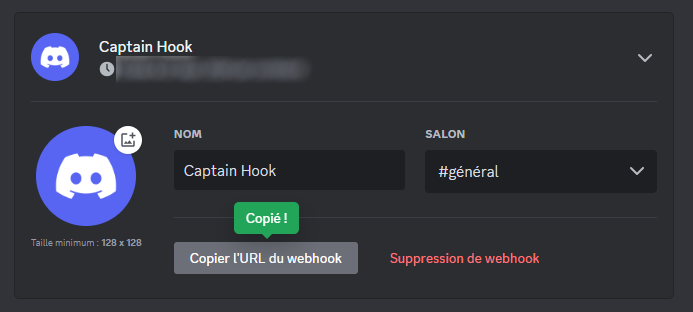 Captain Hook
NOM
SALON
Captain Hook
#général
Copié !
Taille minimum : 128 x 128
Copier l'URL du webhook
Suppression de webhook